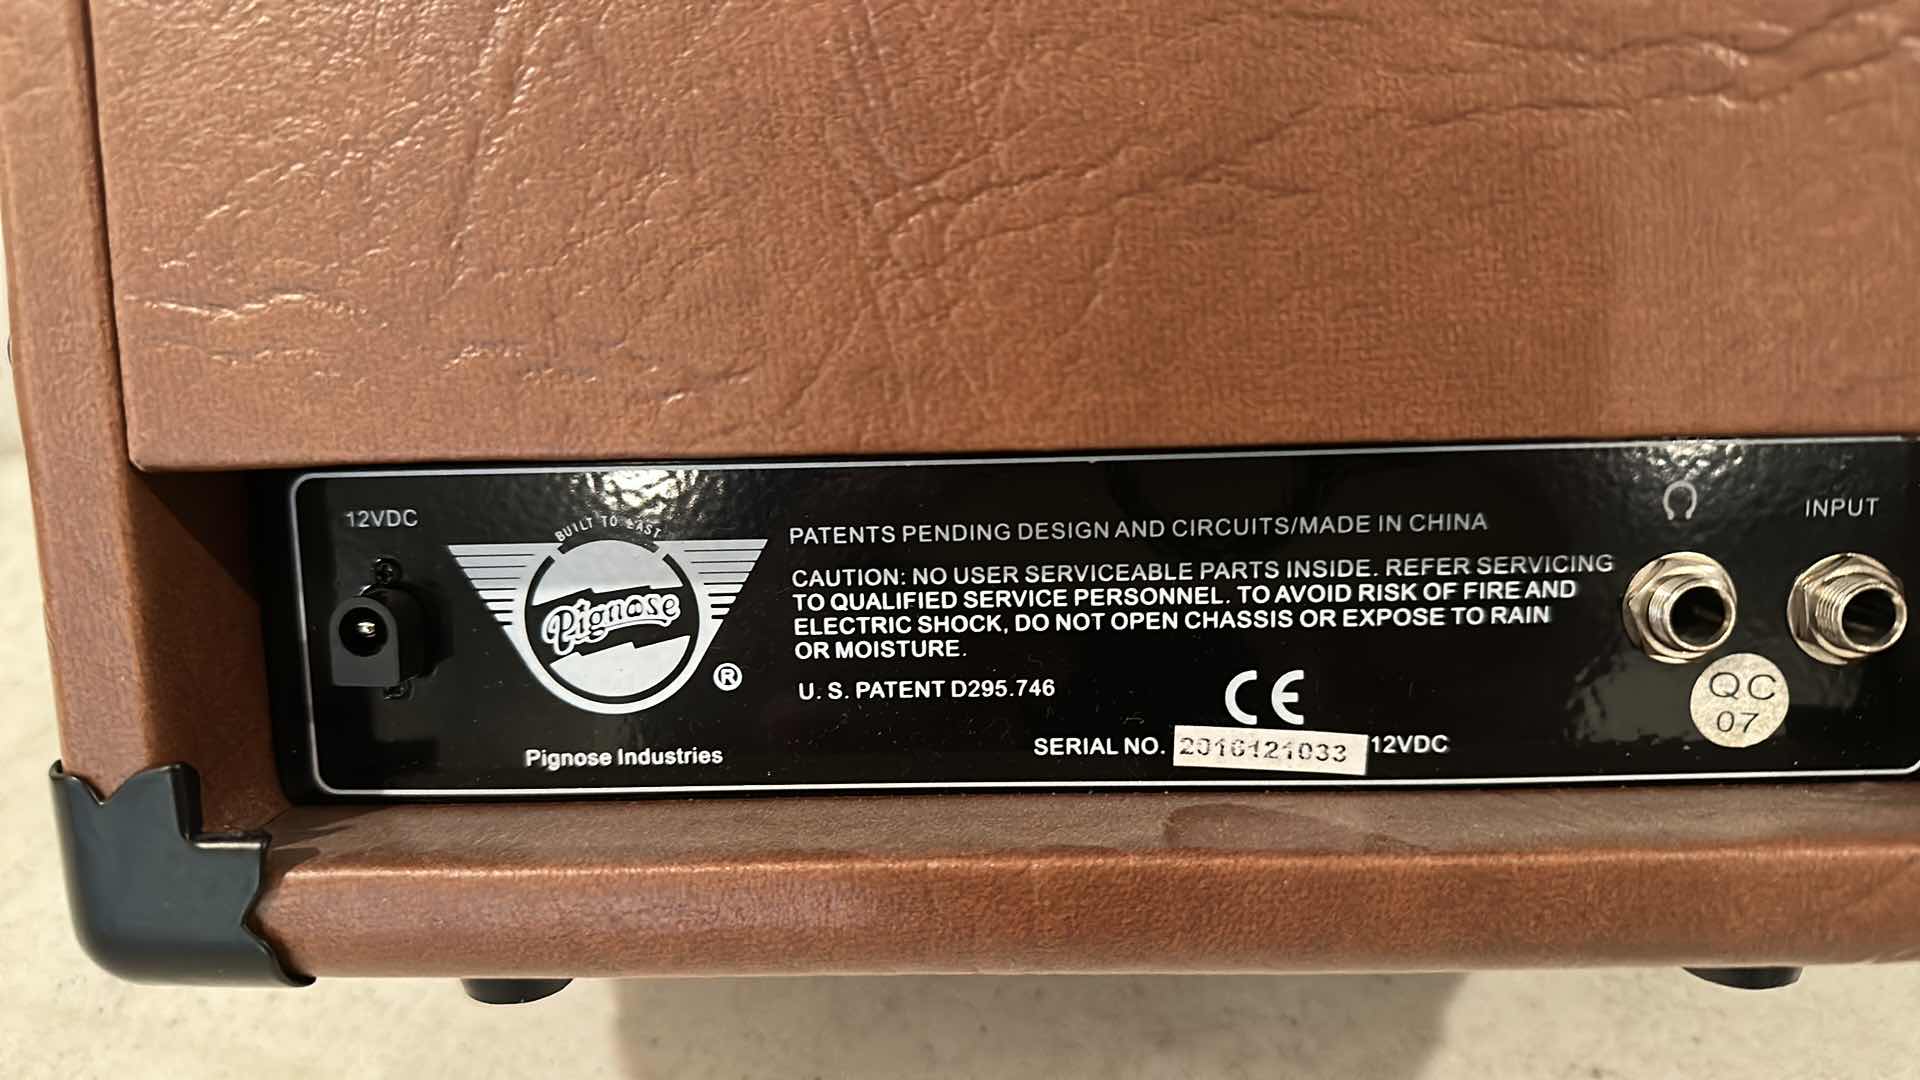 12VDC
BUILT TO LAST
Pignose
®
Pignose Industries
PATENTS PENDING DESIGN AND CIRCUITS/MADE IN CHINA
CAUTION: NO USER SERVICEABLE PARTS INSIDE. REFER SERVICING
TO QUALIFIED SERVICE PERSONNEL. TO AVOID RISK OF FIRE AND
ELECTRIC SHOCK, DO NOT OPEN CHASSIS OR EXPOSE TO RAIN
OR MOISTURE.
U. S. PATENT D295.746
CE
SERIAL NO. 2016121033 12VDC
INPUT
QC
07